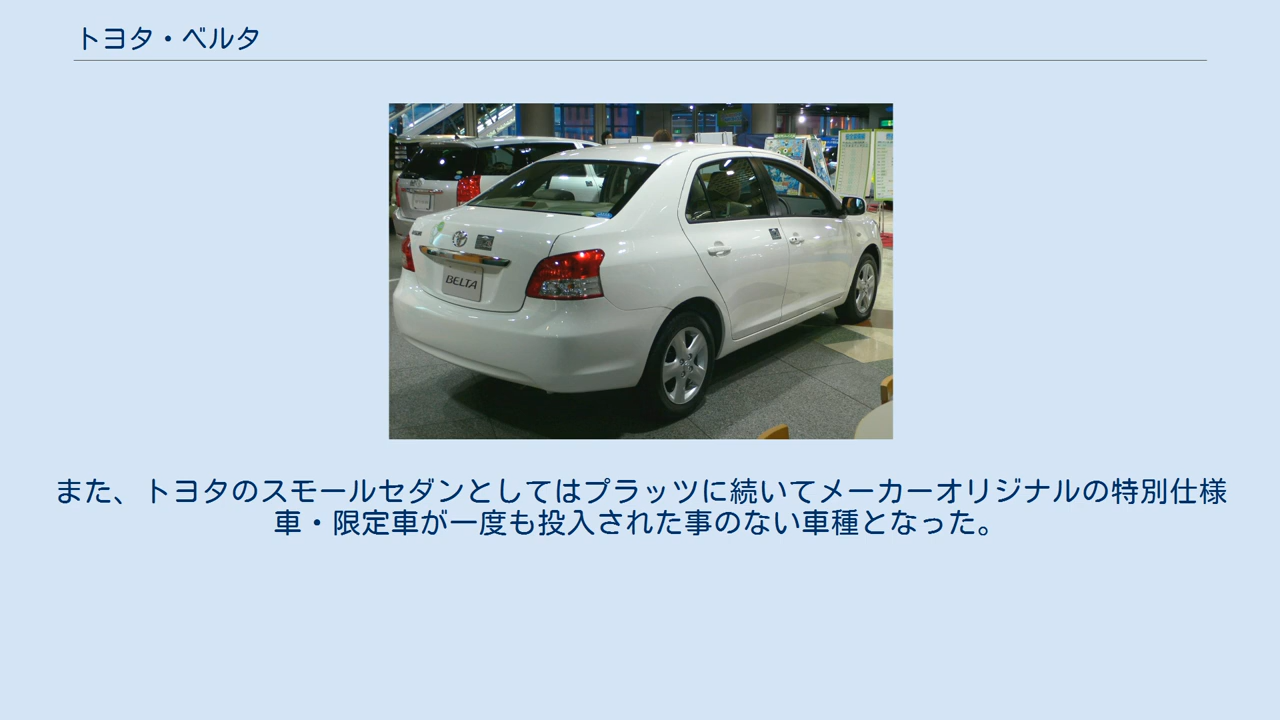 トヨタ・ベルタ
BELTA
また、トヨタのスモールセダンとしてはプラッツに続いてメーカーオリジナルの特別仕様
車・限定車が一度も投入された事のない車種となった。